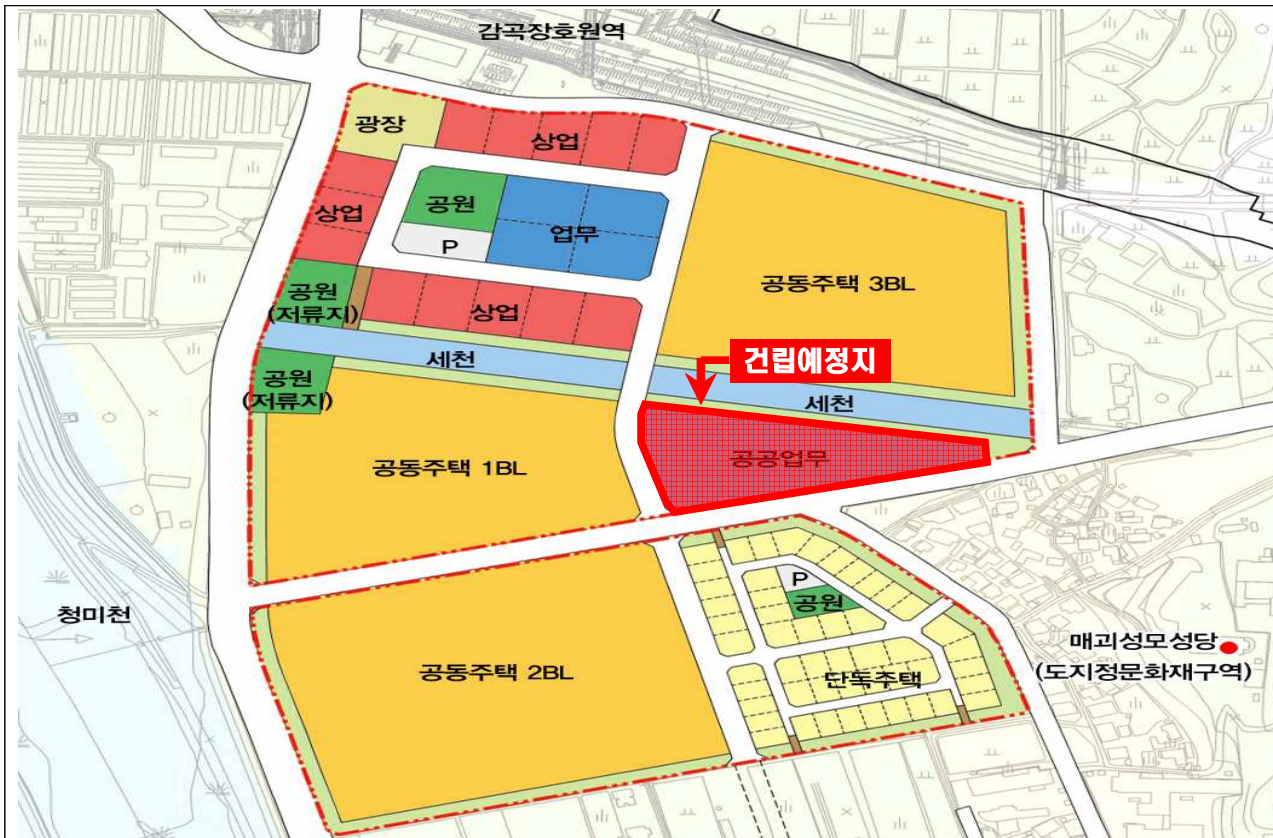 감곡장호원역
광장
상업
공원
상업
업무
P
공동주택 3BL
공원
(저류지)
상업
건립예정지
세천
공원
(저류지)
세천
공공업무
공동주택 1BL
P
공원
청미천
매괴성모성당
(도지정문화재구역)
공동주택 2BL
단독주택